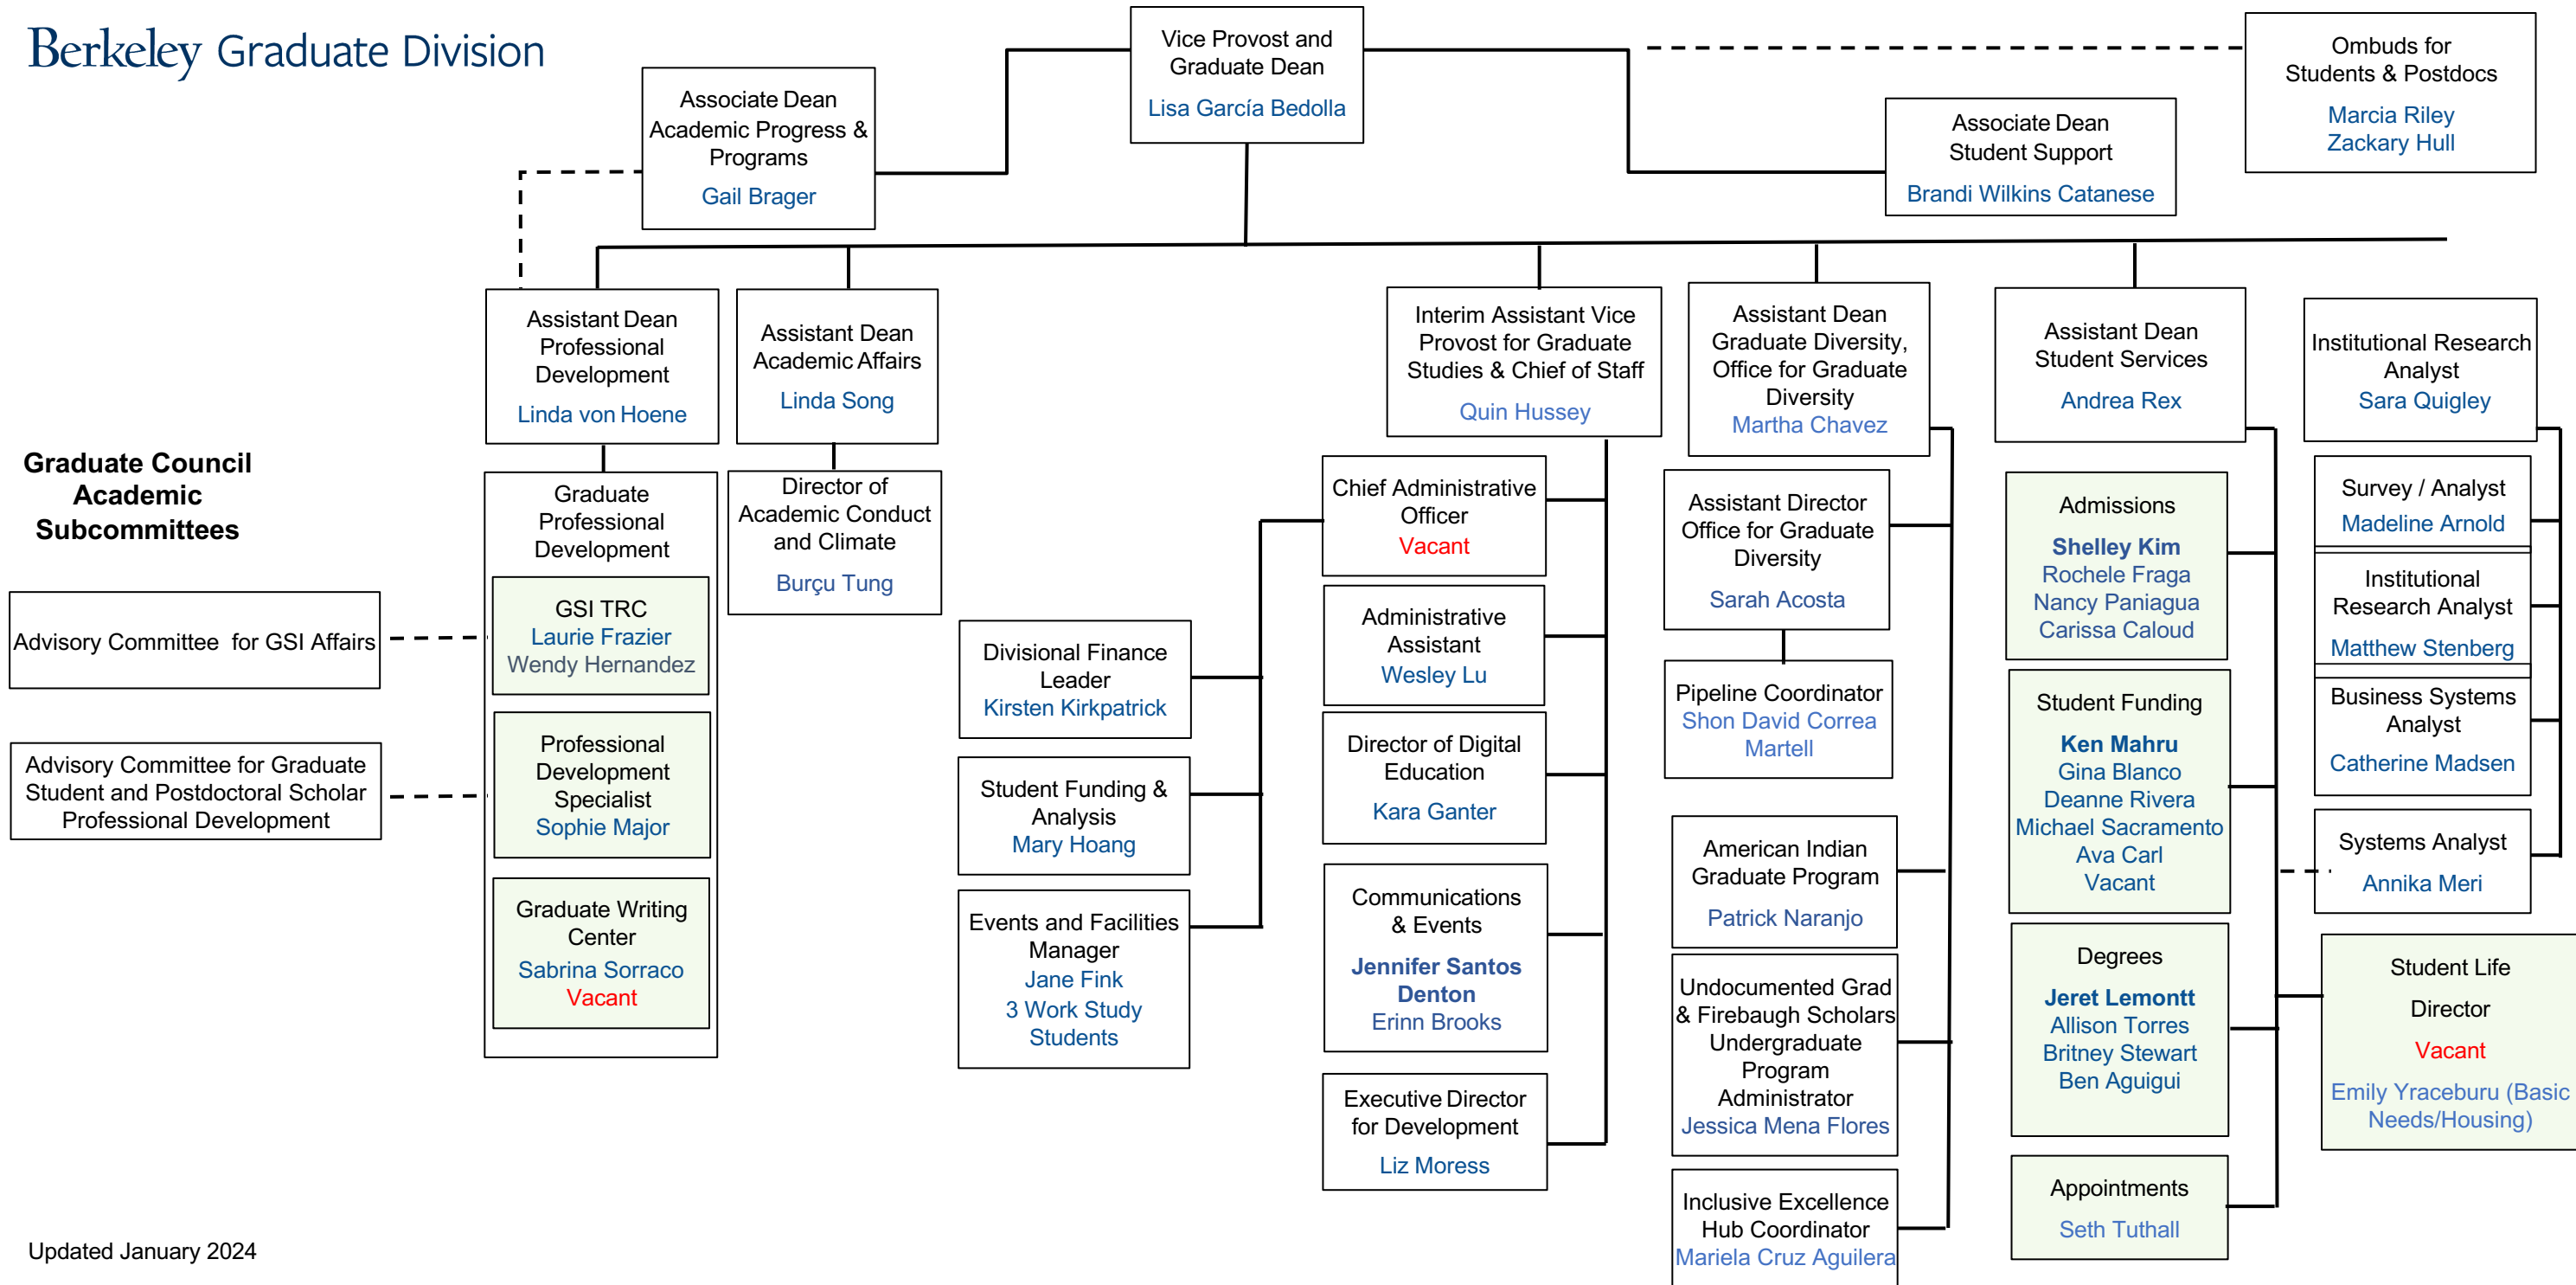 Berkeley Graduate Division
Vice Provost and
Graduate Dean
Lisa García Bedolla
Ombuds for
Students & Postdocs
Marcia Riley
Zackary Hull
Associate Dean
Academic Progress &
Programs
Gail Brager
Associate Dean
Student Support
Brandi Wilkins Catanese
Assistant Dean
Professional
Development
Linda von Hoene
Assistant Dean
Academic Affairs
Linda Song
Interim Assistant Vice
Provost for Graduate
Studies & Chief of Staff
Quin Hussey
Assistant Dean
Graduate Diversity,
Office for Graduate
Diversity
Martha Chavez
Assistant Dean
Student Services
Andrea Rex
Institutional Research
Analyst
Sara Quigley
Graduate Council
Academic
Subcommittees
Advisory Committee for GSI Affairs
Advisory Committee for Graduate
Student and Postdoctoral Scholar
Professional Development
Graduate
Professional
Development
GSI TRC
Laurie Frazier
Wendy Hernandez
Professional
Development
Specialist
Sophie Major
Graduate Writing
Center
Sabrina Sorraco
Vacant
Director of
Academic Conduct
and Climate
Burçu Tung
Divisional Finance
Leader
Kirsten Kirkpatrick
Student Funding &
Analysis
Mary Hoang
Events and Facilities
Manager
Jane Fink
3 Work Study
Students
Chief Administrative
Officer
Vacant
Administrative
Assistant
Wesley Lu
Director of Digital
Education
Kara Ganter
Communications
& Events
Jennifer Santos
Denton
Erinn Brooks
Executive Director
for Development
Liz Moress
Assistant Director
Office for Graduate
Diversity
Sarah Acosta
Pipeline Coordinator
Shon David Correa
Martell
American Indian
Graduate Program
Patrick Naranjo
Undocumented Grad
& Firebaugh Scholars
Undergraduate
Program
Administrator
Jessica Mena Flores
Inclusive Excellence
Hub Coordinator
Mariela Cruz Aguilera
Admissions
Shelley Kim
Rochele Fraga
Nancy Paniagua
Carissa Caloud
Student Funding
Ken Mahru
Gina Blanco
Deanne Rivera
Michael Sacramento
Ava Carl
Vacant
Degrees
Jeret Lemontt
Allison Torres
Britney Stewart
Ben Aguigui
Appointments
Seth Tuthall
Survey / Analyst
Madeline Arnold
Institutional
Research Analyst
Matthew Stenberg
Business Systems
Analyst
Catherine Madsen
Systems Analyst
Annika Meri
Student Life
Director
Vacant
Emily Yraceburu (Basic
Needs/Housing)
Updated January 2024